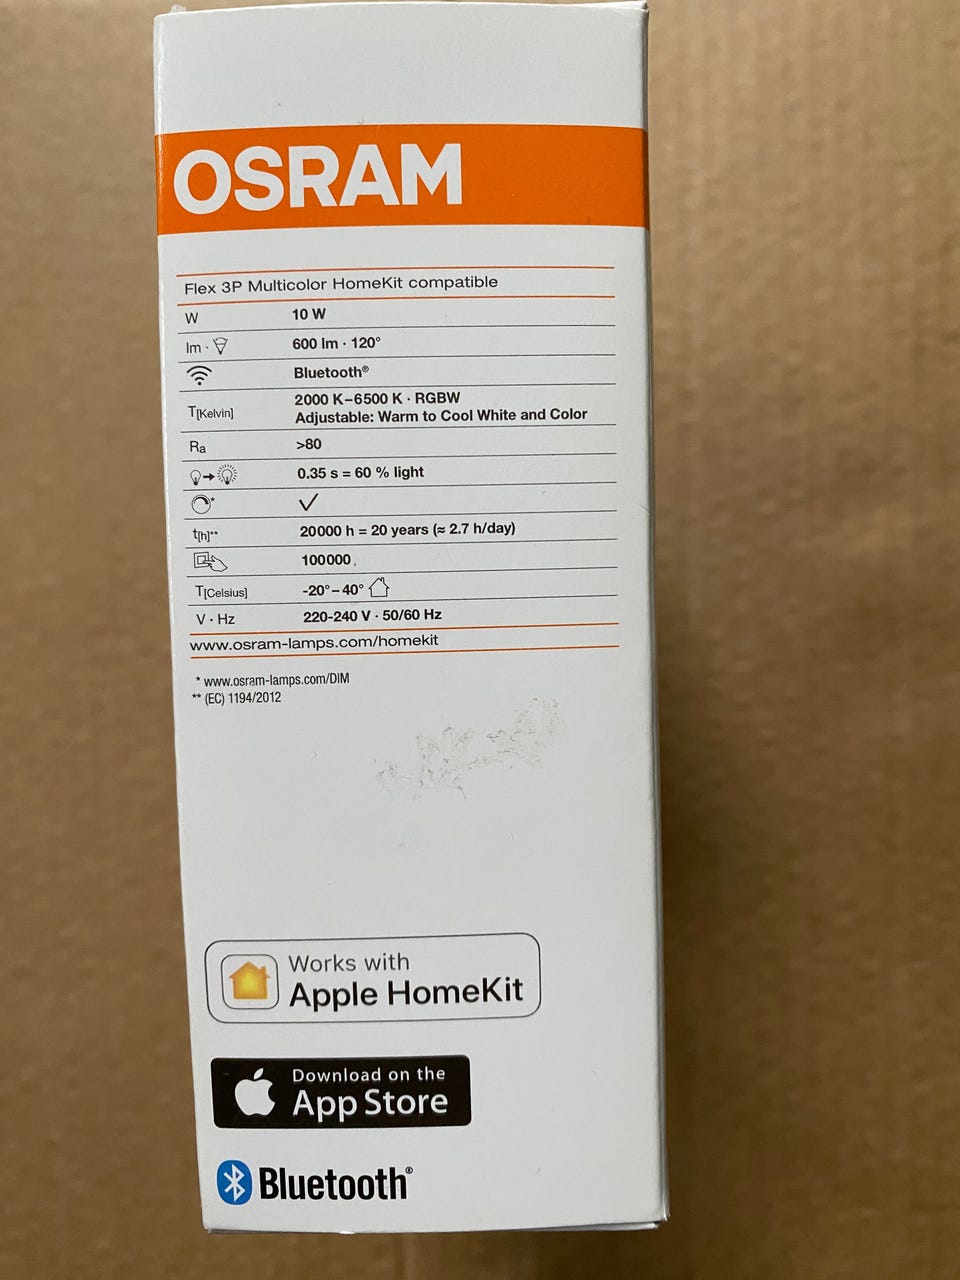 OSRAM
Flex 3P Multicolor HomeKit compatible
W 10 W
lm · 600 lm · 120°
Bluetooth®
T[Kelvin] 2000 K–6500 K · RGBW
Adjustable: Warm to Cool White and Color
Ra >80
0.35 s = 60 % light
* ✓
t[h]** 20000 h = 20 years (≈ 2.7 h/day)
100000
T[Celsius] -20° – 40°
V · Hz 220-240 V · 50/60 Hz
www.osram-lamps.com/homekit
* www.osram-lamps.com/DIM
** (EC) 1194/2012
Works with
Apple HomeKit
Download on the
App Store
Bluetooth®